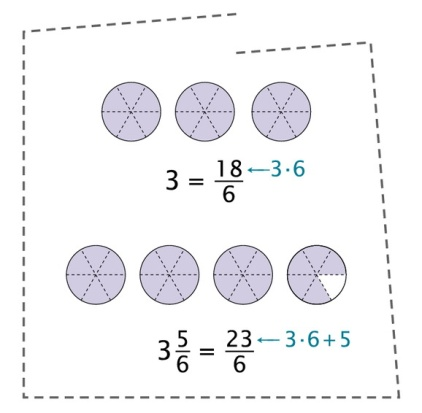 3 = 18/6 ←3·6
3 5/6 = 23/6 ← 3·6+5